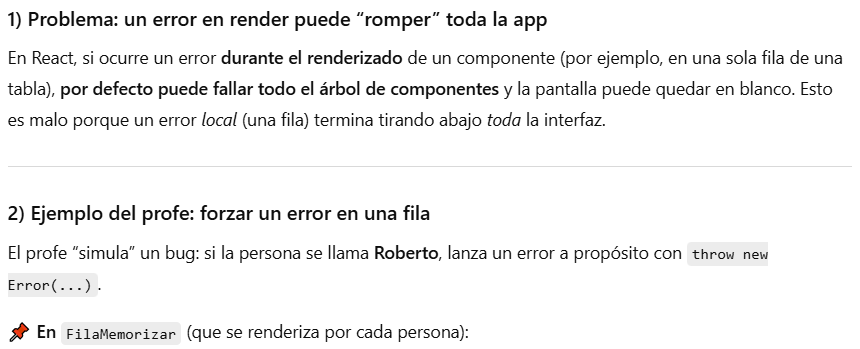 1) Problema: un error en render puede “romper” toda la app
En React, si ocurre un error durante el renderizado de un componente (por ejemplo, en una sola fila de una
tabla), por defecto puede fallar todo el árbol de componentes y la pantalla puede quedar en blanco. Esto
es malo porque un error local (una fila) termina tirando abajo toda la interfaz.
2) Ejemplo del profe: forzar un error en una fila
El profe “simula” un bug: si la persona se llama Roberto, lanza un error a propósito con throw new
Error(...).
📌 En FilaMemorizar (que se renderiza por cada persona):